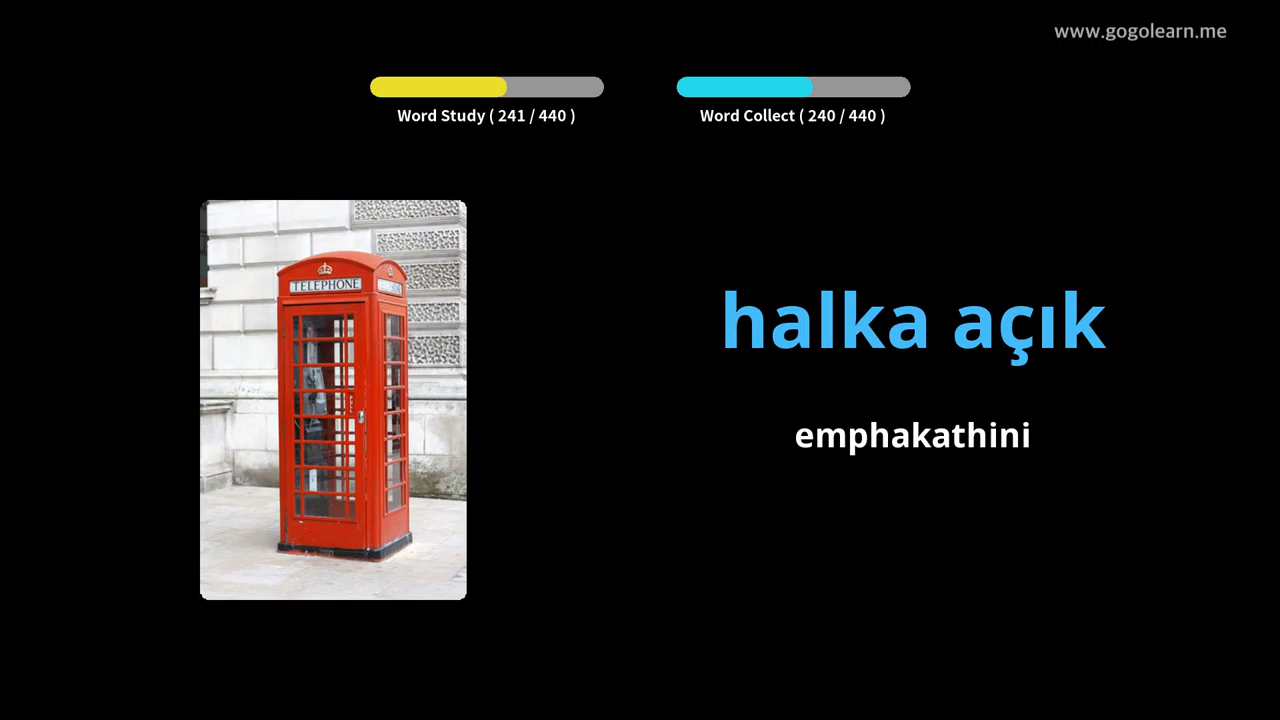 www.gogolearn.me
Word Study ( 241 / 440 )
Word Collect ( 240 / 440 )
TELEPHONE
halka açık
emphakathini